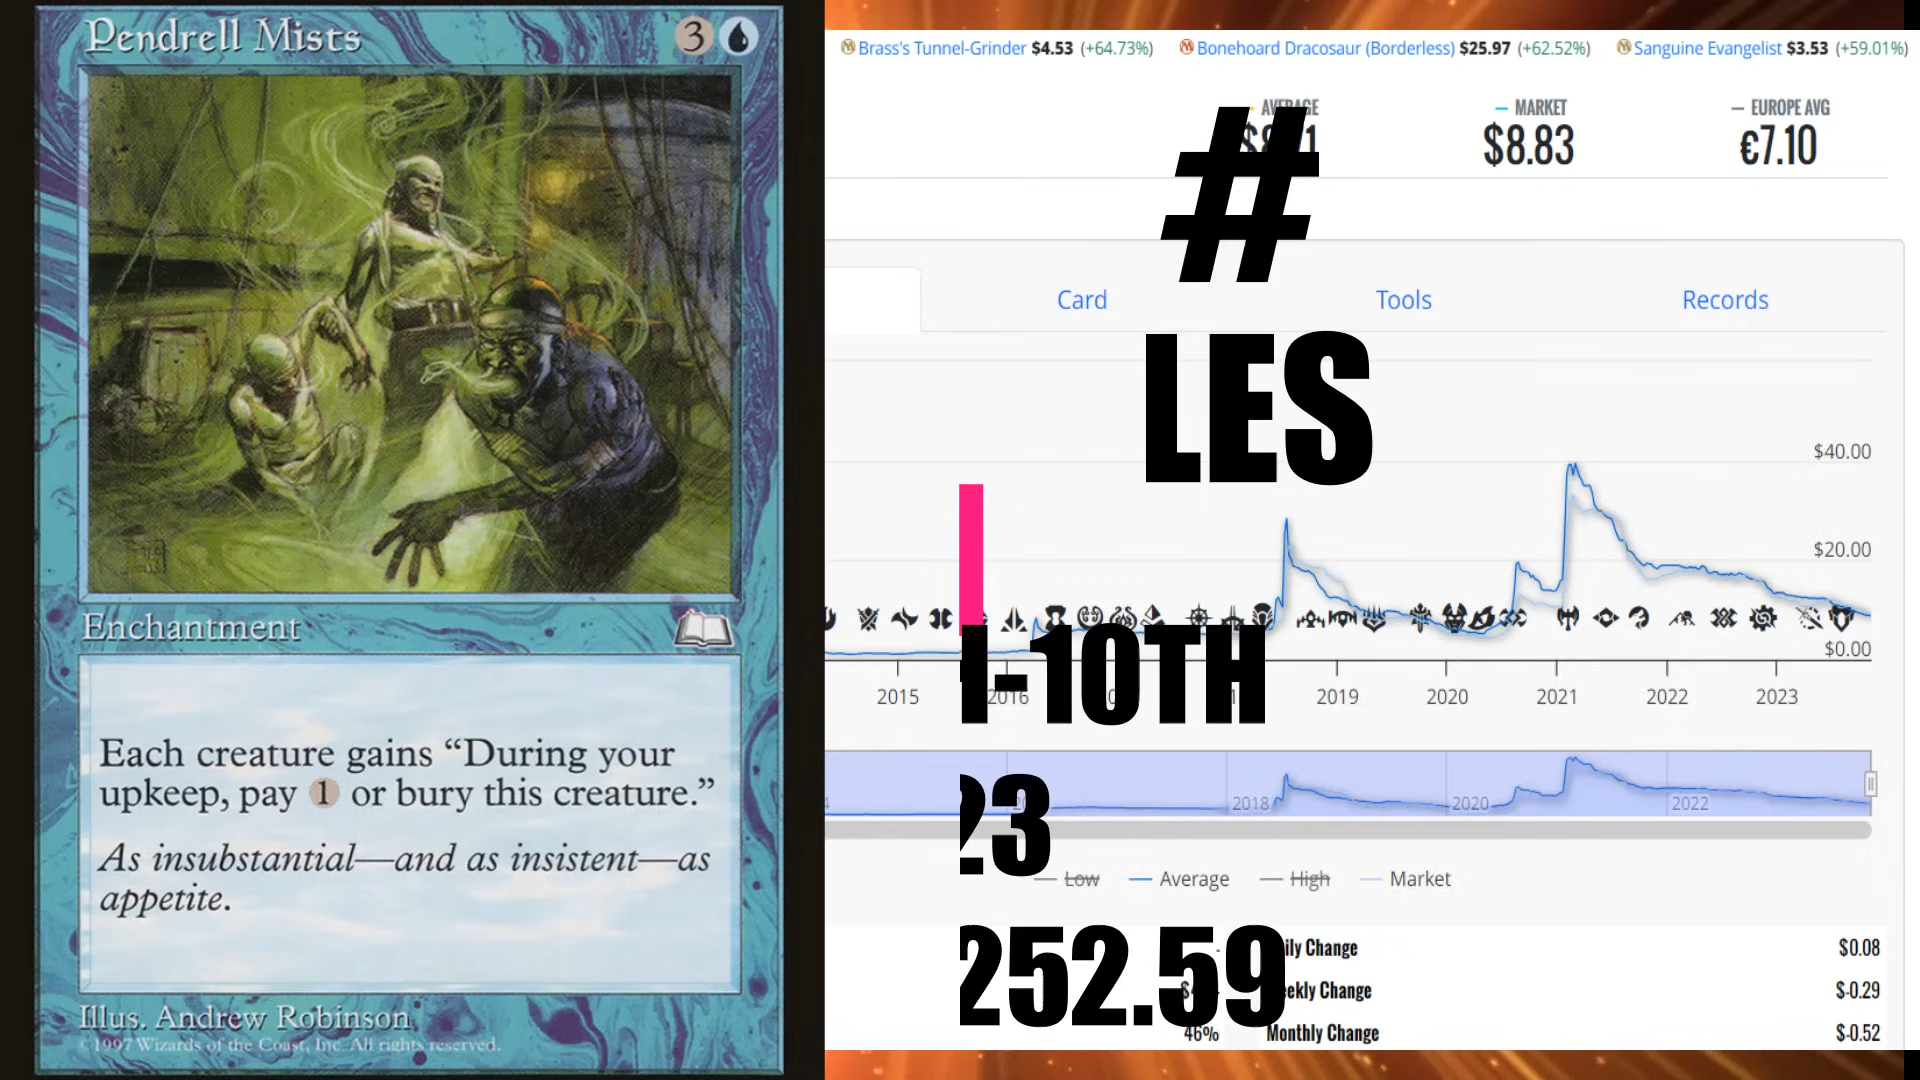 Pendrell Mists
3
Enchantment
Each creature gains “During your
upkeep, pay 1 or bury this creature.”
As insubstantial—and as insistent—as
appetite.
Illus. Andrew Robinson
©1997 Wizards of the Coast, Inc. All rights reserved.
Brass's Tunnel-Grinder $4.53 (+64.73%) Bonehoard Dracosaur (Borderless) $25.97 (+62.52%) Sanguine Evangelist $3.53 (+59.01%)
AVERAGE MARKET EUROPE AVG
$8.83 €7.10
#
Card Tools Records
LES
$40.00
$20.00
$0.00
-10TH
2015 2016 2019 2020 2021 2022 2023
2018 2020 2022
23
Low Average High Market
252.59
Change $0.08
Change $-0.29
46% Monthly Change $-0.52